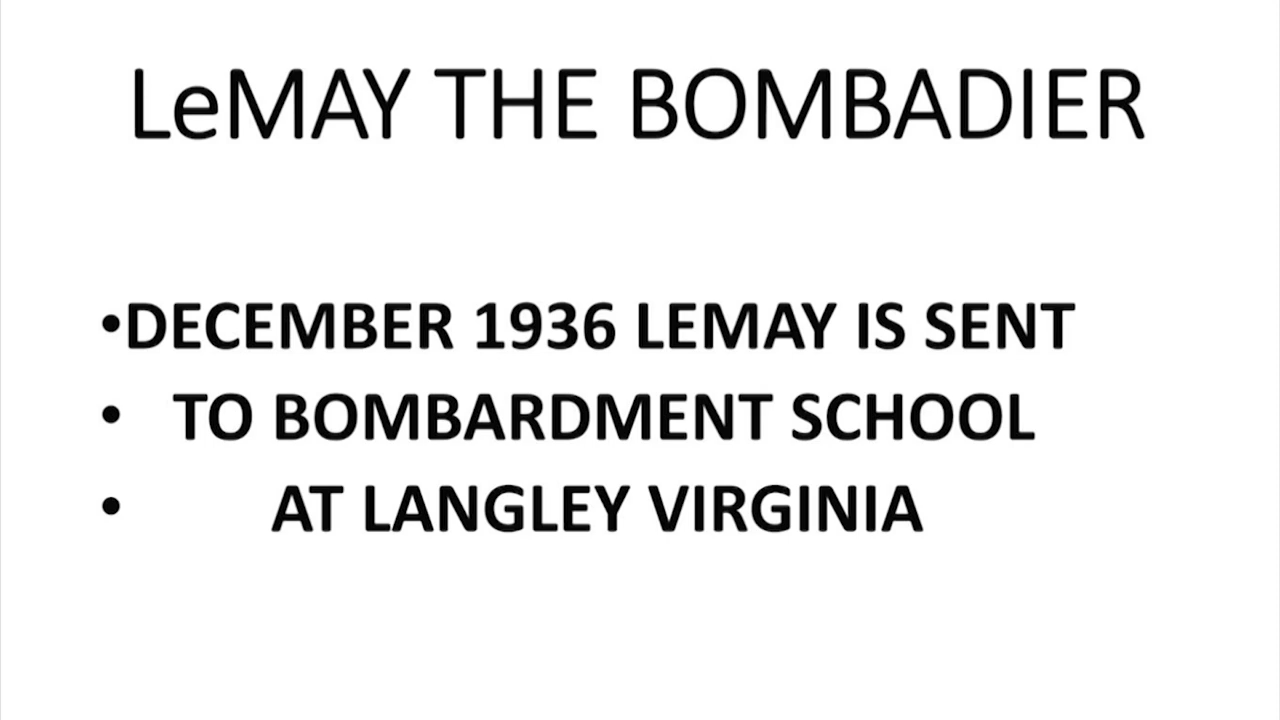 LeMAY THE BOMBADIER
•DECEMBER 1936 LEMAY IS SENT
• TO BOMBARDMENT SCHOOL
• AT LANGLEY VIRGINIA